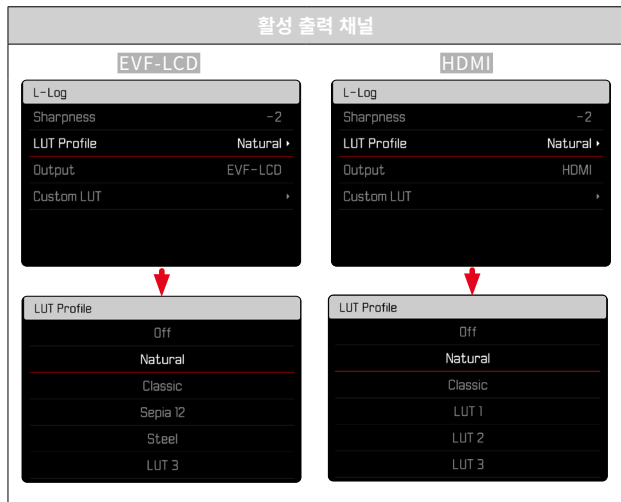 활성 출력 채널
EVF-LCD
L-Log
Sharpness -2
LUT Profile Natural
Output EVF-LCD
Custom LUT
LUT Profile
Off
Natural
Classic
Sepia 12
Steel
LUT 3
HDMI
L-Log
Sharpness -2
LUT Profile Natural
Output HDMI
Custom LUT
LUT Profile
Off
Natural
Classic
LUT 1
LUT 2
LUT 3